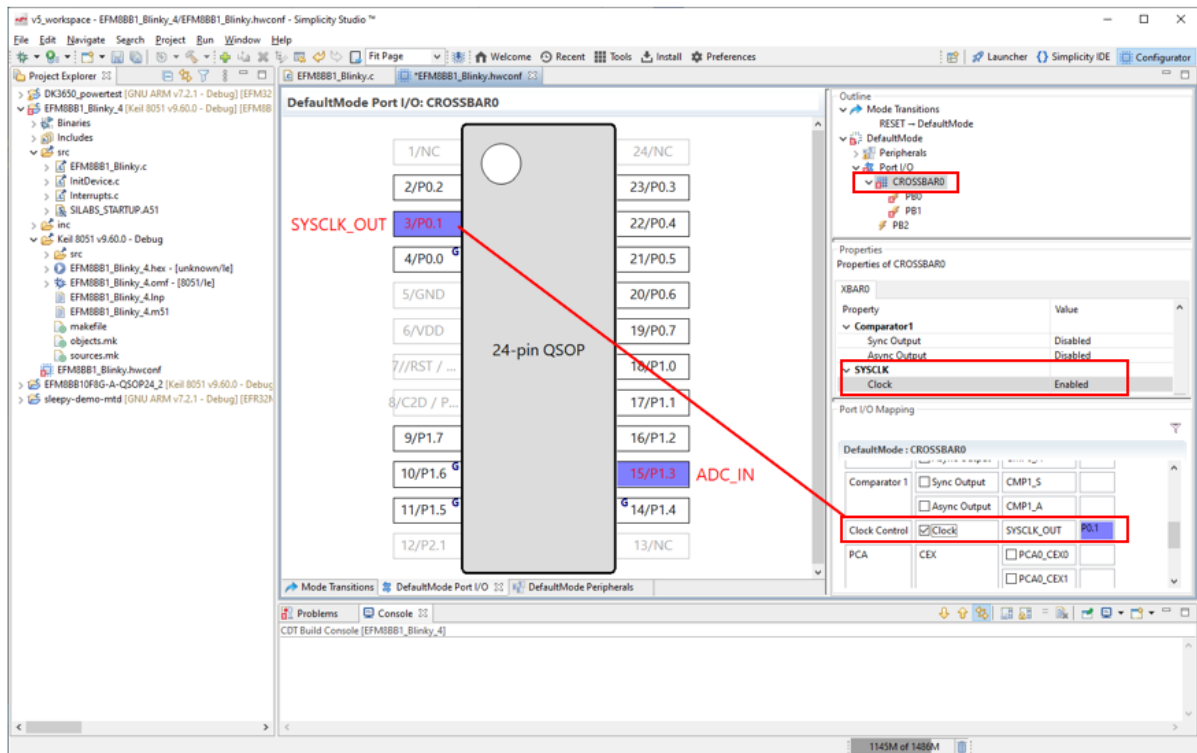 v5_workspace - EFM8BB1_Blinky_4/EFM8BB1_Blinky.hwconf - Simplicity Studio ™
File Edit Navigate Search Project Run Window Help
Fit Page Welcome Recent Tools Install Preferences Launcher Simplicity IDE Configurator
Project Explorer
DK3650_powertest [GNU ARM v7.2.1 - Debug] [EFM32
EFM8BB1_Blinky_4 [Keil 8051 v9.60.0 - Debug] [EFM8B
Binaries
Includes
src
EFM8BB1_Blinky.c
InitDevice.c
Interrupts.c
SILABS_STARTUP.A51
inc
Keil 8051 v9.60.0 - Debug
src
EFM8BB1_Blinky_4.hex - [unknown/le]
EFM8BB1_Blinky_4.omf - [8051/le]
EFM8BB1_Blinky_4.lnp
EFM8BB1_Blinky_4.m51
makefile
objects.mk
sources.mk
EFM8BB1_Blinky.hwconf
EFM8BB10F8G-A-QSOP24_2 [Keil 8051 v9.60.0 - Debug
sleepy-demo-mtd [GNU ARM v7.2.1 - Debug] [EFR32M
EFM8BB1_Blinky.c *EFM8BB1_Blinky.hwconf
DefaultMode Port I/O: CROSSBAR0
1/NC 24/NC
2/P0.2 23/P0.3
SYSCLK_OUT 3/P0.1 22/P0.4
4/P0.0 G 21/P0.5
5/GND 20/P0.6
6/VDD 19/P0.7
24-pin QSOP
7//RST / ... 18/P1.0
8/C2D / P... 17/P1.1
9/P1.7 16/P1.2
10/P1.6 G 15/P1.3 ADC_IN
11/P1.5 G G 14/P1.4
12/P2.1 13/NC
Mode Transitions DefaultMode Port I/O DefaultMode Peripherals
Outline
Mode Transitions
RESET → DefaultMode
DefaultMode
Peripherals
Port I/O
CROSSBAR0
PB0
PB1
PB2
Properties
Properties of CROSSBAR0
XBAR0
Property Value
Comparator1
Sync Output Disabled
Async Output Disabled
SYSCLK
Clock Enabled
Port I/O Mapping
DefaultMode : CROSSBAR0
Comparator 1 Sync Output CMP1_S
Async Output CMP1_A
Clock Control Clock SYSCLK_OUT P0.1
PCA CEX PCA0_CEX0
PCA0_CEX1
Problems Console
CDT Build Console [EFM8BB1_Blinky_4]
1145M of 1486M